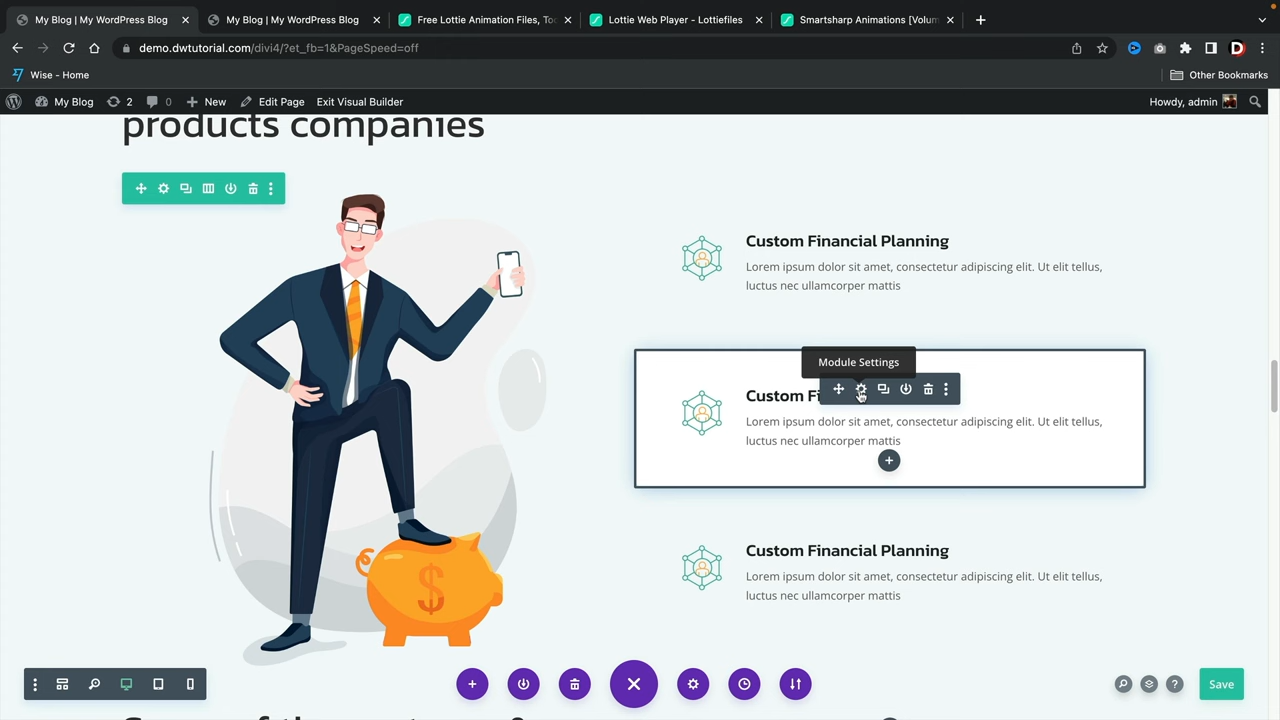 My Blog | My WordPress Blog
My Blog | My WordPress Blog
Free Lottie Animation Files, Too
Lottie Web Player - Lottiefiles
Smartsharp Animations [Volum
demo.dwtutorial.com/divi4/?et_fb=1&PageSpeed=off
Wise - Home
Other Bookmarks
My Blog
2
0
New
Edit Page
Exit Visual Builder
Howdy, admin
products companies
Custom Financial Planning
Lorem ipsum dolor sit amet, consectetur adipiscing elit. Ut elit tellus,
luctus nec ullamcorper mattis
Module Settings
Custom Fi
Lorem ipsum dolor sit amet, consectetur adipiscing elit. Ut elit tellus,
luctus nec ullamcorper mattis
Custom Financial Planning
Lorem ipsum dolor sit amet, consectetur adipiscing elit. Ut elit tellus,
luctus nec ullamcorper mattis
$
Save